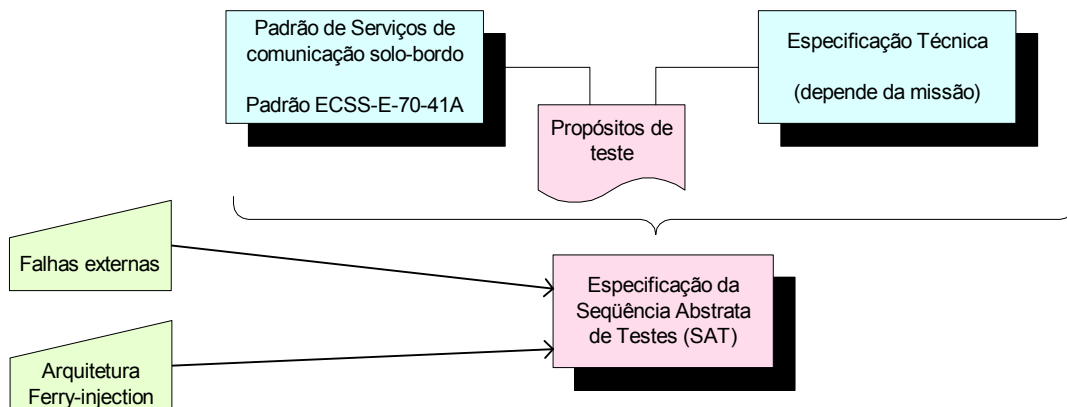 Padrão de Serviços de
comunicação solo-bordo
Padrão ECSS-E-70-41A
Especificação Técnica
(depende da missão)
Propósitos de
teste
Falhas externas
Especificação da
Seqüência Abstrata
de Testes (SAT)
Arquitetura
Ferry-injection